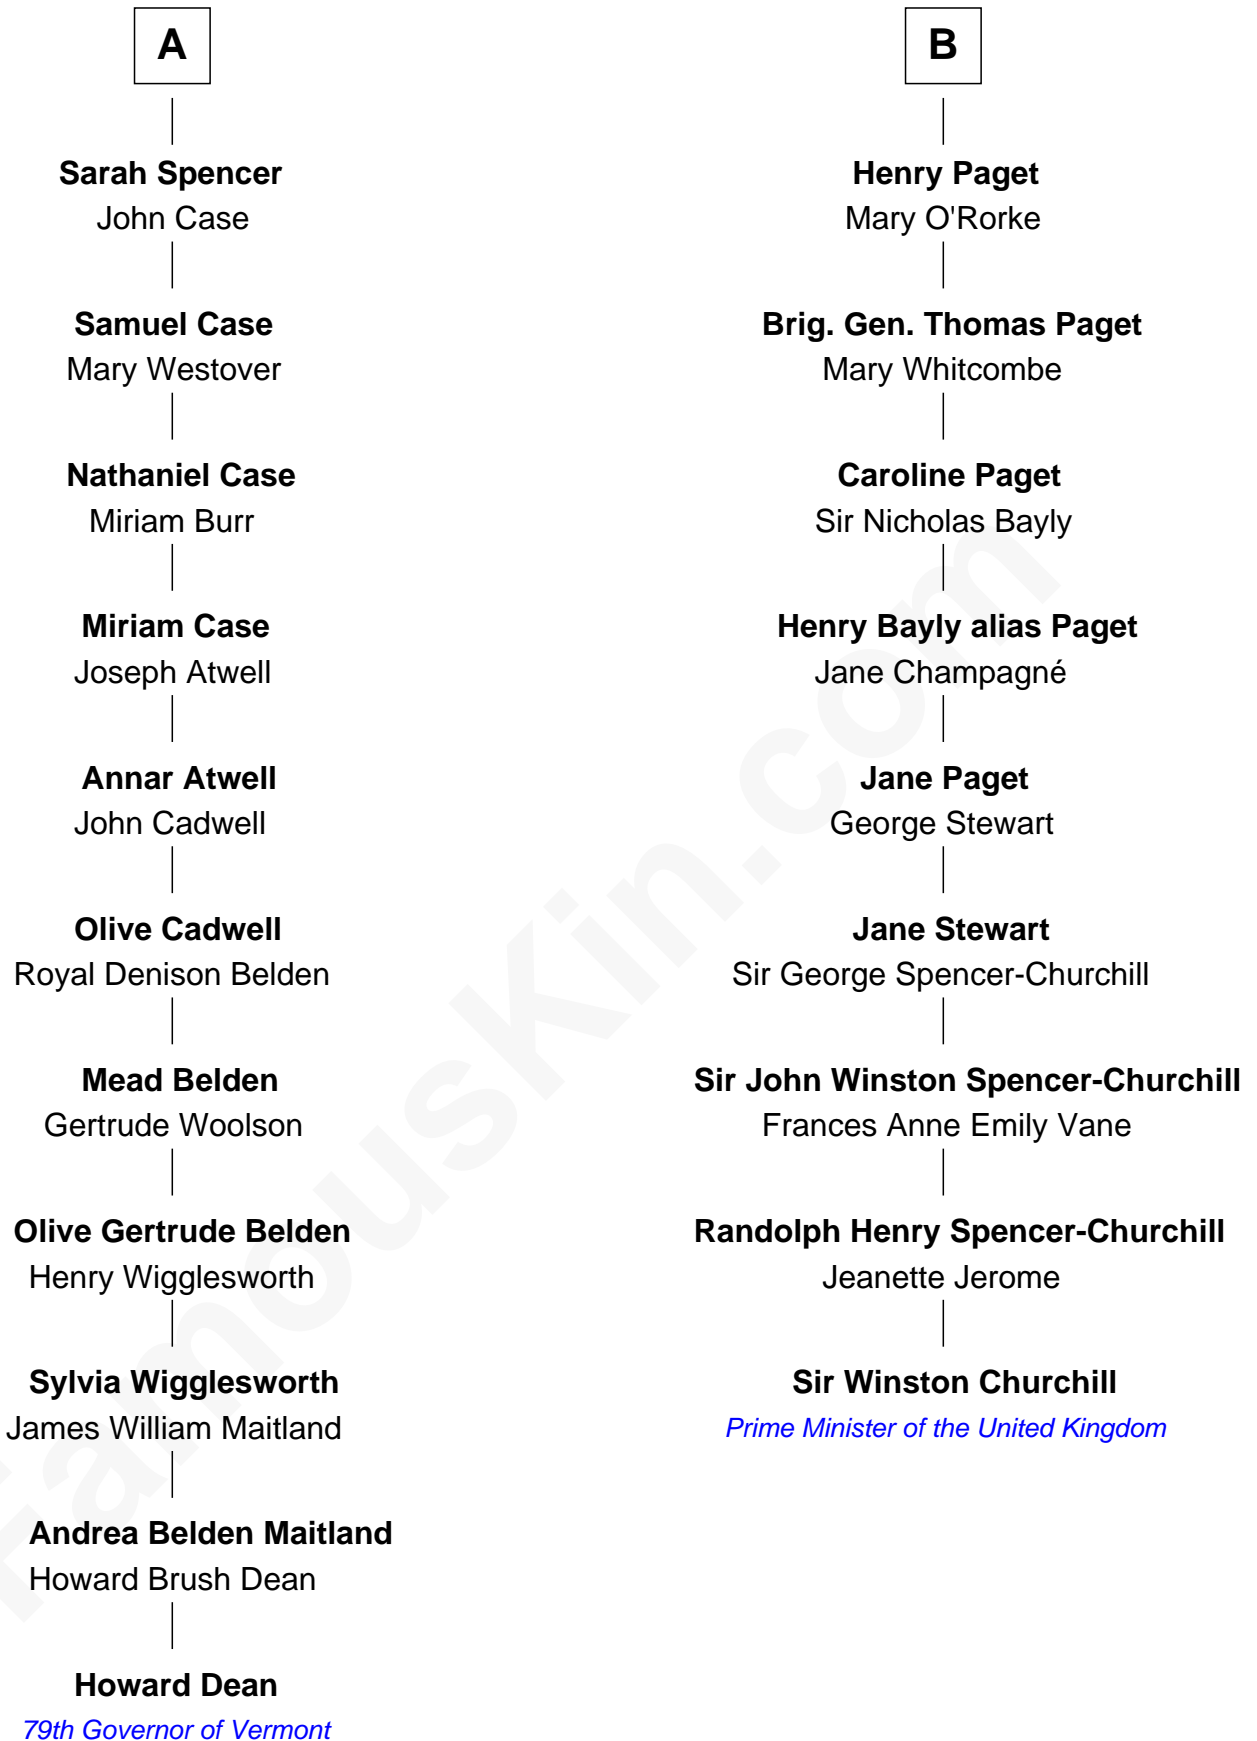 A
Sarah Spencer
John Case
Samuel Case
Mary Westover
Nathaniel Case
Miriam Burr
Miriam Case
Joseph Atwell
Annar Atwell
John Cadwell
Olive Cadwell
Royal Denison Belden
Mead Belden
Gertrude Woolson
Olive Gertrude Belden
Henry Wigglesworth
Sylvia Wigglesworth
James William Maitland
Andrea Belden Maitland
Howard Brush Dean
Howard Dean
79th Governor of Vermont
B
Henry Paget
Mary O'Rorke
Brig. Gen. Thomas Paget
Mary Whitcombe
Caroline Paget
Sir Nicholas Bayly
Henry Bayly alias Paget
Jane Champagné
Jane Paget
George Stewart
Jane Stewart
Sir George Spencer-Churchill
Sir John Winston Spencer-Churchill
Frances Anne Emily Vane
Randolph Henry Spencer-Churchill
Jeanette Jerome
Sir Winston Churchill
Prime Minister of the United Kingdom
FamousKin.com